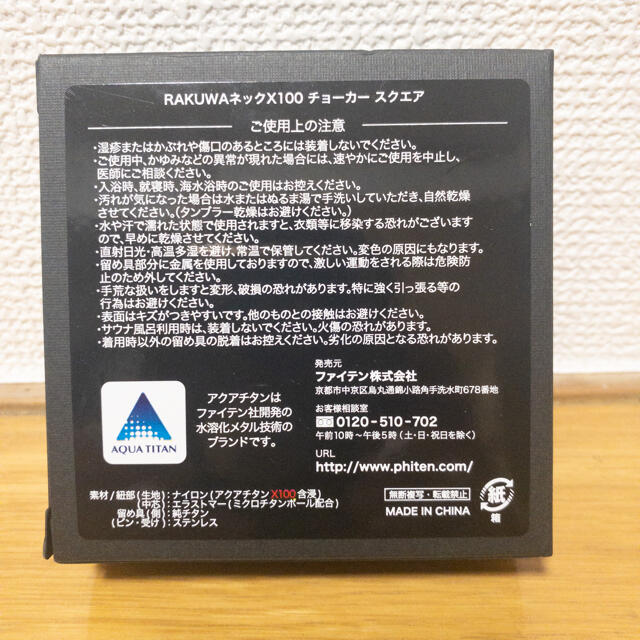 RAKUWAネックX100 チョーカー スクエア
ご使用上の注意
・湿疹またはかぶれや傷口のあるところには装着しないでください。
・ご使用中、かゆみなどの異常が現れた場合には、速やかにご使用を中止し、
医師にご相談ください。
・入浴時、就寝時、海水浴時のご使用はお控えください。
・汚れが気になった場合は水またはぬるま湯で手洗いしていただき、自然乾燥
させてください。(タンブラー乾燥はお避けください。)
・水や汗で濡れた状態で使用されますと、衣類等に移染する恐れがございます
ので、早めに乾燥させてください。
・直射日光・高温多湿を避け、常温で保管してください。変色の原因にもなります。
・留め具部分に金属を使用しておりますので、激しい運動をされる際は危険防
止のため外してください。
・手荒な扱いをしますと変形、破損の恐れがあります。特に強く引っ張る等の
行為はお避けください。
・表面はキズがつきやすいです。他のものとの接触はお避けください。
・サウナ風呂利用時は、装着しないでください。火傷の恐れがあります。
・着用時以外の留め具の脱着はお控えください。劣化の原因となる恐れがあります。
AQUA TITAN
アクアチタンは
ファイテン社開発の
水溶化メタル技術の
ブランドです。
発売元
ファイテン株式会社
京都市中京区烏丸通錦小路角手洗水町678番地
お客様相談室
0120-510-702
午前10時〜午後5時(土・日・祝日を除く)
URL
http://www.phiten.com/
素材/紐部(生地):ナイロン(アクアチタンX100含浸)
(中芯):エラストマー(ミクロチタンボール配合)
留め具(側):純チタン
(ピン・受け):ステンレス
無断複写・転載禁止
MADE IN CHINA
紙
箱